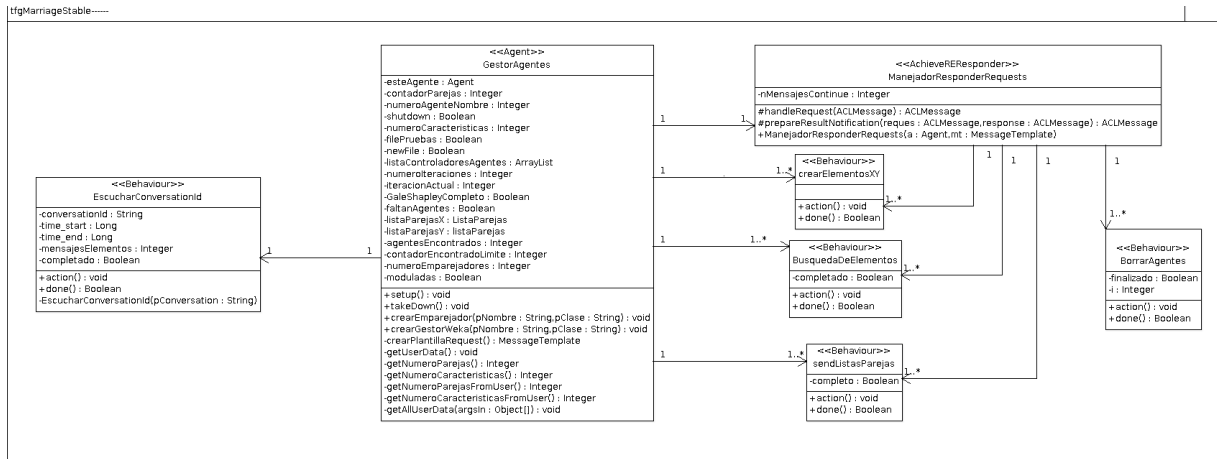 tfgMarriageStable------
<<Behaviour>>
EscucharConversationId
-conversationId : String
-time_start : Long
-time_end : Long
-mensajesElementos : Integer
-completado : Boolean
+action() : void
+done() : Boolean
-EscucharConversationId(pConversation : String)
1
1
<<Agent>>
GestorAgentes
-esteAgente : Agent
-contadorParejas : Integer
-numeroAgenteNombre : Integer
-shutdown : Boolean
-numeroCaracteristicas : Integer
-filePruebas : Boolean
-newFile : Boolean
-listaControladoresAgentes : ArrayList
-numeroIteraciones : Integer
-iteracionActual : Integer
-GaleShapleyCompleto : Boolean
-faltanAgentes : Boolean
-listaParejasX : ListaParejas
-listaParejasY : listaParejas
-agentesEncontrados : Integer
-contadorEncontradoLimite : Integer
-numeroEmparejadores : Integer
-moduladas : Boolean
+setup() : void
+takeDown() : void
+crearEmparejador(pNombre : String,pClase : String) : void
+crearGestorWeka(pNombre : String,pClase : String) : void
-crearPlantillaRequest() : MessageTemplate
-getUserData() : void
-getNumeroParejas() : Integer
-getNumeroCaracteristicas() : Integer
-getNumeroParejasFromUser() : Integer
-getNumeroCaracteristicasFromUser() : Integer
-getAllUserData(argsIn : Object[]) : void
1
1
1
1..*
1
1..*
1
1..*
<<AchieveREResponder>>
ManejadorResponderRequests
-nMensajesContinue : Integer
#handleRequest(ACLMessage) : ACLMessage
#prepareResultNotification(reques : ACLMessage,response : ACLMessage) : ACLMessage
+ManejadorResponderRequests(a : Agent,mt : MessageTemplate)
1
1
1
1
<<Behaviour>>
crearElementosXY
+action() : void
+done() : Boolean
1..*
<<Behaviour>>
BusquedaDeElementos
-completado : Boolean
+action() : void
+done() : Boolean
1..*
<<Behaviour>>
sendListasParejas
-completo : Boolean
+action() : void
+done() : Boolean
1..*
1..*
<<Behaviour>>
BorrarAgentes
-finalizado : Boolean
-i : Integer
+action() : void
+done() : Boolean